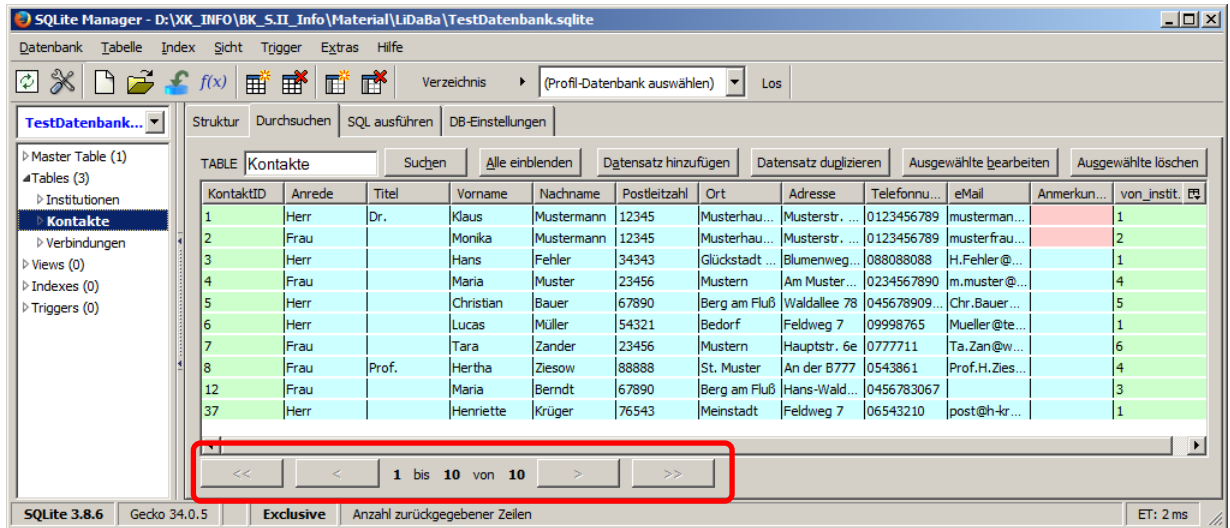 SQLite Manager - D:\XK_INFO\BK_S.II_Info\Material\LiDaBa\TestDatenbank.sqlite
Datenbank Tabelle Index Sicht Trigger Extras Hilfe
f(x) Verzeichnis (Profil-Datenbank auswählen) Los
TestDatenbank...
Master Table (1)
Tables (3)
Institutionen
Kontakte
Verbindungen
Views (0)
Indexes (0)
Triggers (0)
Struktur Durchsuchen SQL ausführen DB-Einstellungen
TABLE Kontakte Suchen Alle einblenden Datensatz hinzufügen Datensatz duplizieren Ausgewählte bearbeiten Ausgewählte löschen
KontaktID Anrede Titel Vorname Nachname Postleitzahl Ort Adresse Telefonnu... eMail Anmerkun... von_instit.
1 Herr Dr. Klaus Mustermann 12345 Musterhau... Musterstr. ... 0123456789 musterman... 1
2 Frau Monika Mustermann 12345 Musterhau... Musterstr. ... 0123456789 musterfrau... 2
3 Herr Hans Fehler 34343 Glückstadt ... Blumenweg... 088088088 H.Fehler@... 1
4 Frau Maria Muster 23456 Mustern Am Muster... 0234567890 m.muster@... 4
5 Herr Christian Bauer 67890 Berg am Fluß Waldallee 78 045678909... Chr.Bauer... 5
6 Herr Lucas Müller 54321 Bedorf Feldweg 7 09998765 Mueller@te... 1
7 Frau Tara Zander 23456 Mustern Hauptstr. 6e 0777711 Ta.Zan@w... 6
8 Frau Prof. Hertha Ziesow 88888 St. Muster An der B777 0543861 Prof.H.Zies... 4
12 Frau Maria Berndt 67890 Berg am Fluß Hans-Wald... 0456783067 3
37 Herr Henriette Krüger 76543 Meinstadt Feldweg 7 06543210 post@h-kr... 1
<< < 1 bis 10 von 10 > >>
SQLite 3.8.6 Gecko 34.0.5 Exclusive Anzahl zurückgegebener Zeilen ET: 2 ms